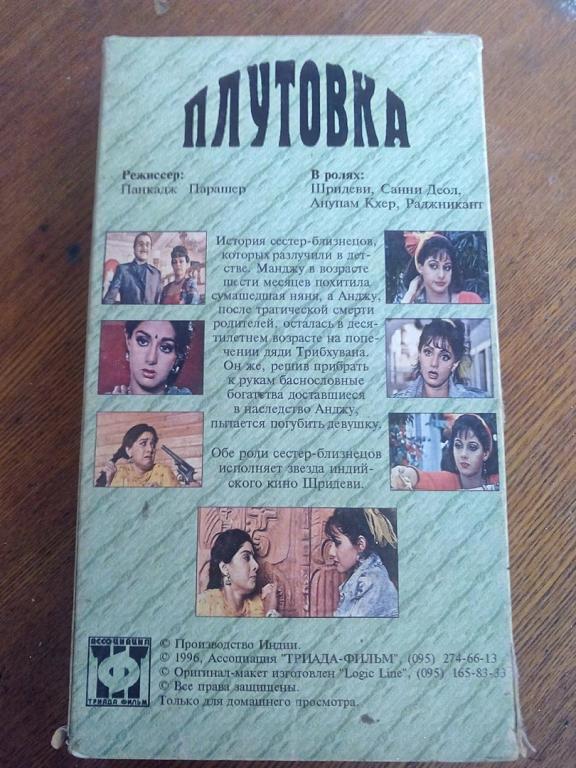 ПЛУТОВКА
Режиссер:
Панкадж Парашер
В ролях:
Шридеви, Санни Деол,
Анупам Кхер, Раджникант
История сестер-близнецов,
которых разлучили в дет-
стве. Манджу в возрасте
шести месяцев похитила
сумашедшая няня, а Анджу,
после трагической смерти
родителей, осталась в деся-
тилетнем возрасте на попе-
чении дяди Трибхувана.
Он же, решив прибрать
к рукам баснословные
богатства доставшиеся
в наследство Анджу,
пытается погубить девушку.
Обе роли сестер-близнецов
исполняет звезда индий-
ского кино Шридеви.
АССОЦИАЦИЯ
ТРИАДА ФИЛЬМ
© Производство Индии.
© 1996, Ассоциация "ТРИАДА-ФИЛЬМ", (095) 274-66-13
© Оригинал-макет изготовлен "Logic Line", (095) 165-83-33
© Все права защищены.
Только для домашнего просмотра.